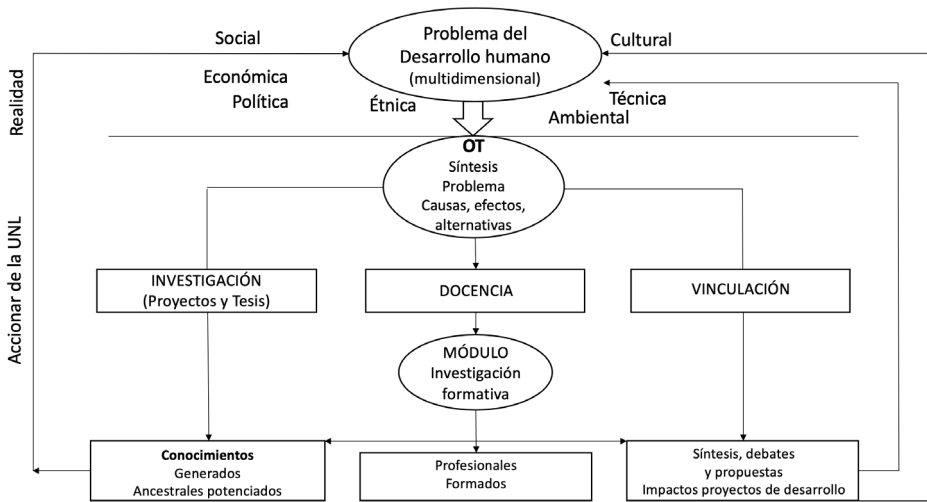 Problema del
Desarrollo humano
(multidimensional)
Social
Cultural
Económica
Política
Étnica
Técnica
Ambiental
Realidad
Accionar de la UNL
OT
Síntesis
Problema
Causas, efectos,
alternativas
INVESTIGACIÓN
(Proyectos y Tesis)
DOCENCIA
VINCULACIÓN
MÓDULO
Investigación
formativa
Conocimientos
Generados
Ancestrales potenciados
Profesionales
Formados
Síntesis, debates
y propuestas
Impactos proyectos de desarrollo